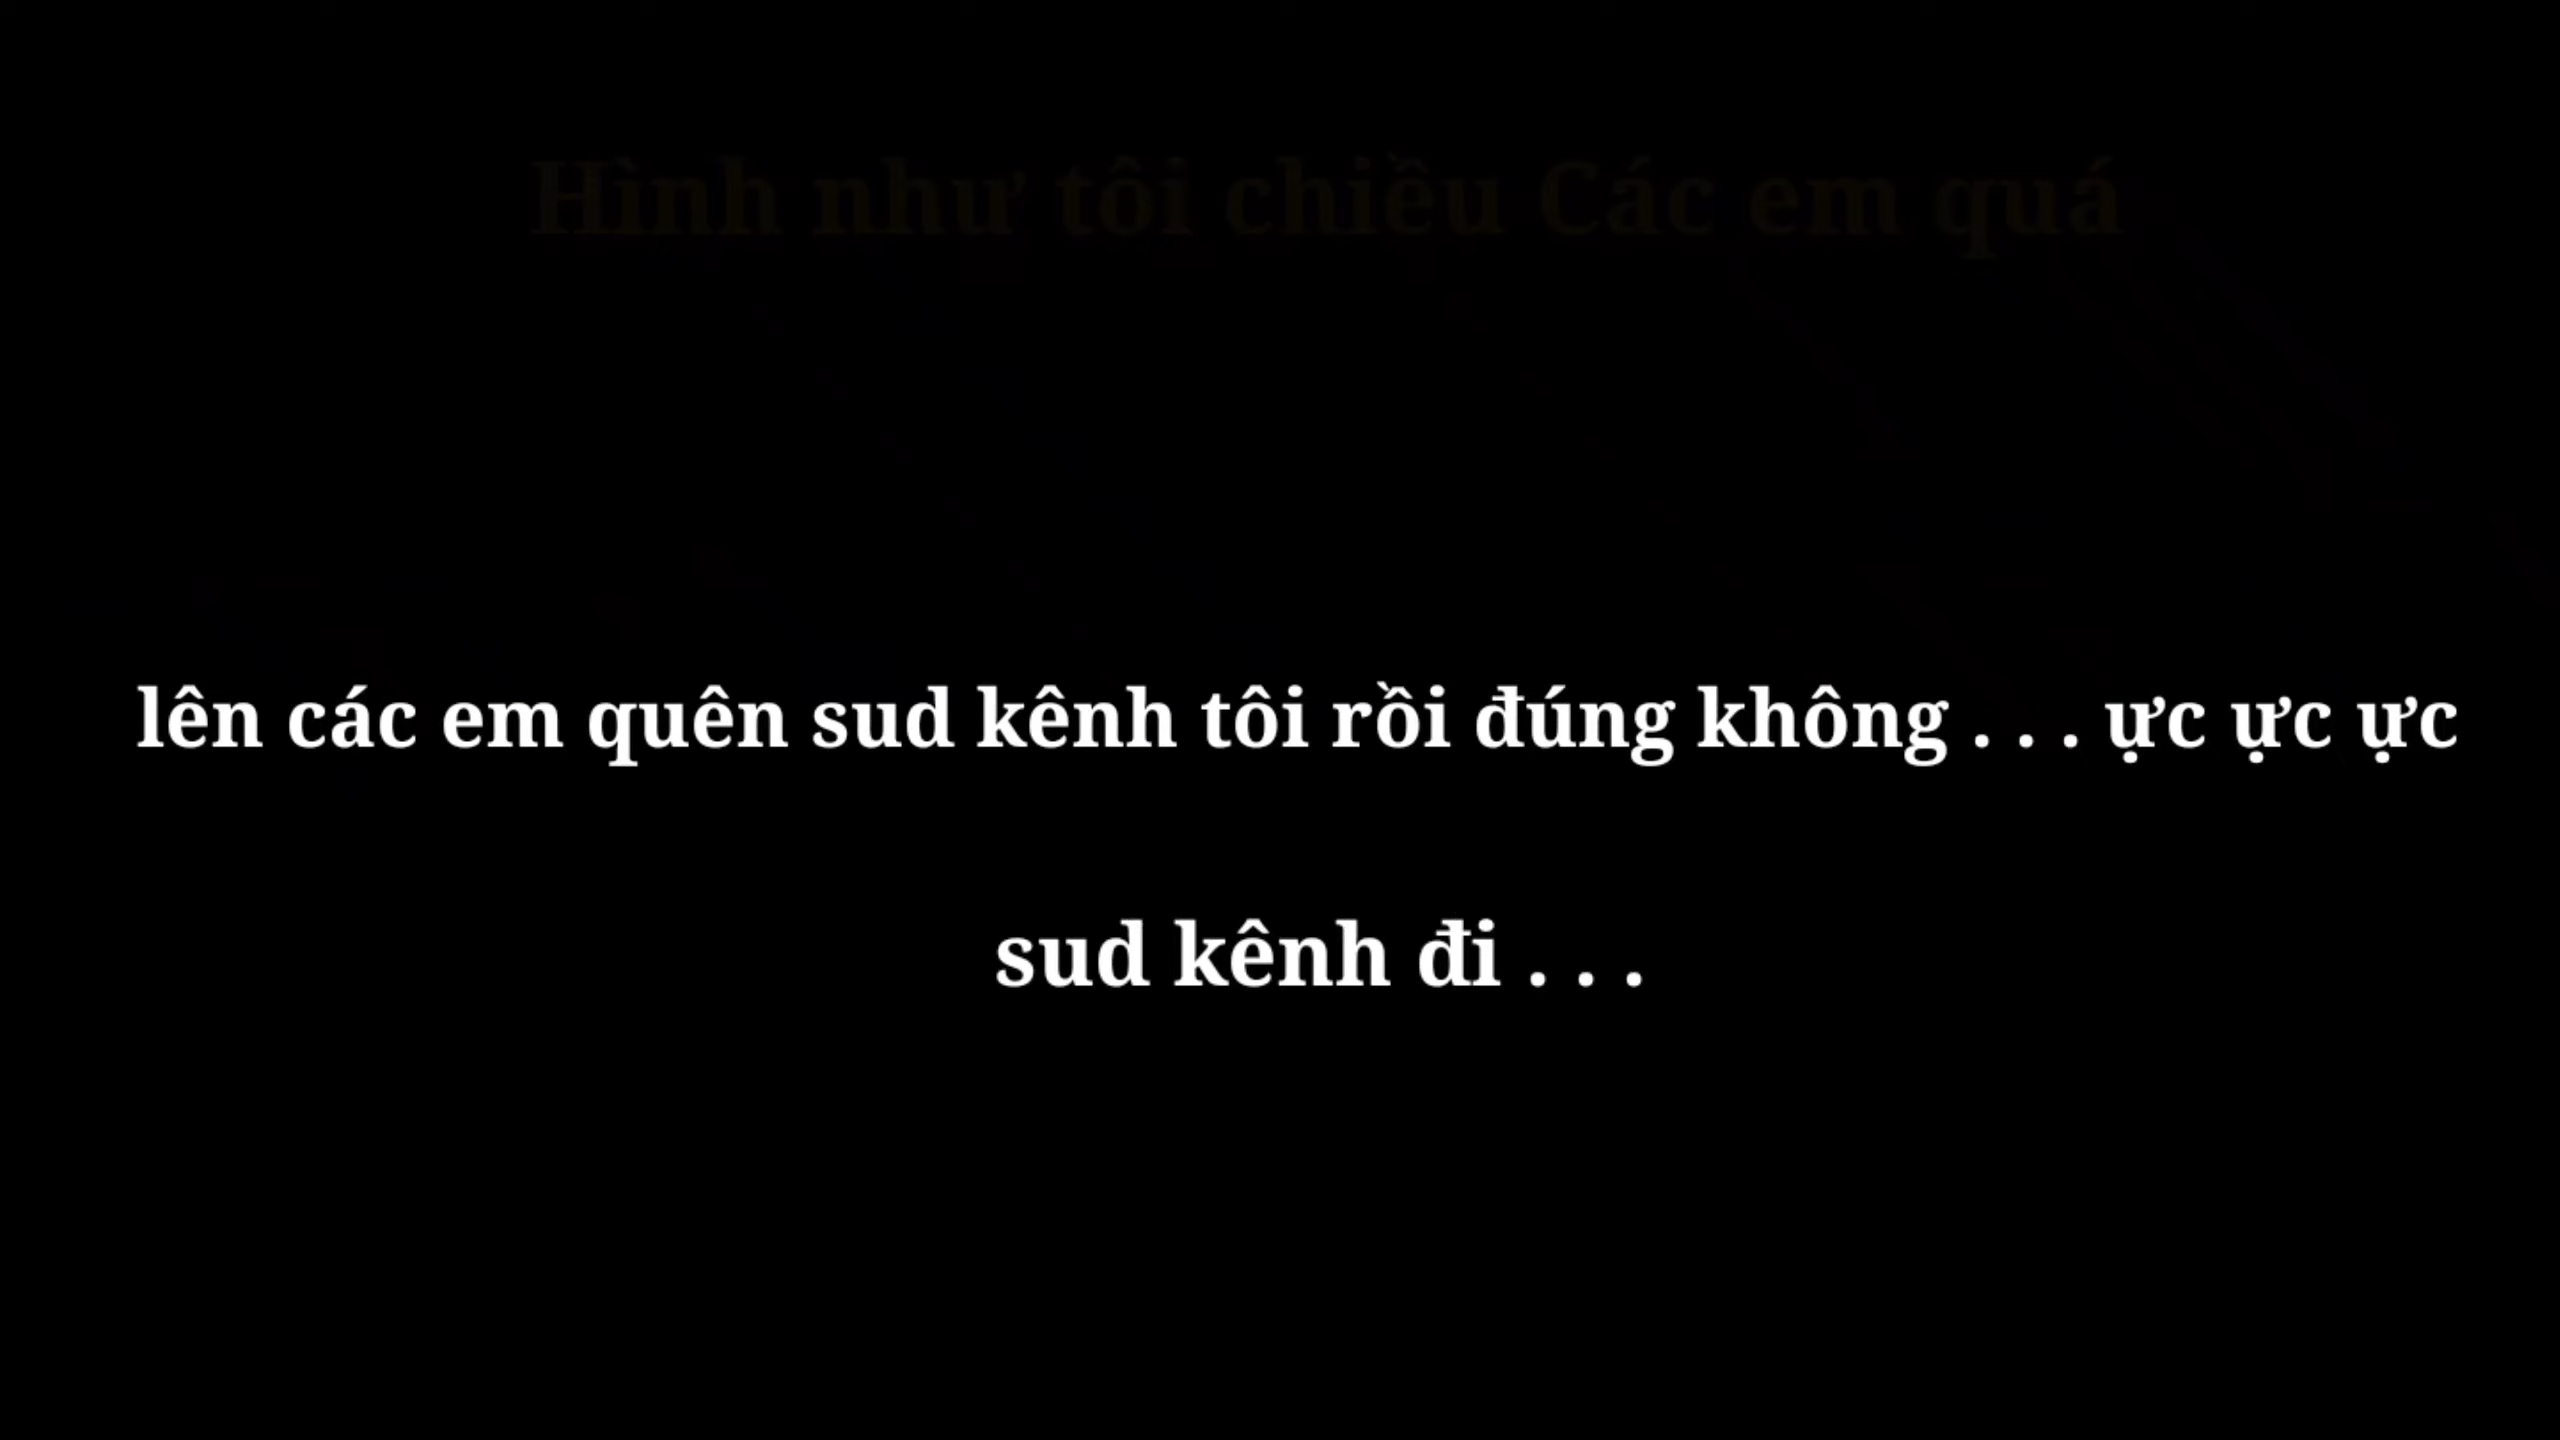 Hình như tôi chiều Các em quá
lên các em quên sud kênh tôi rồi đúng không . . . ực ực ực
sud kênh đi . . .